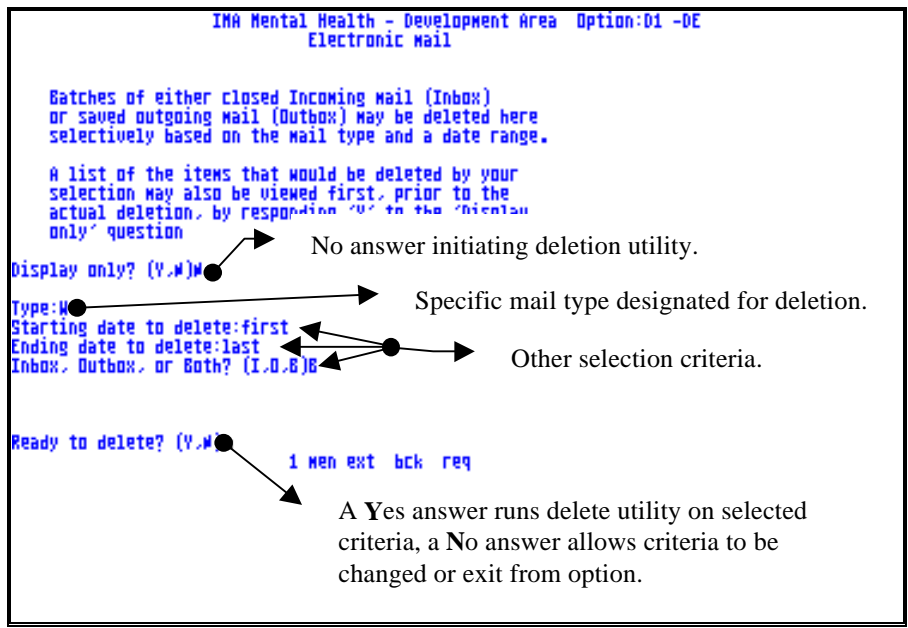 IMA Mental Health - Development Area Option:D1 -DE
Electronic Mail
Batches of either closed Incoming Mail (Inbox)
or saved outgoing Mail (Outbox) may be deleted here
selectively based on the Mail type and a date range.
A list of the items that would be deleted by your
selection may also be viewed first, prior to the
actual deletion, by responding 'Y' to the 'Display
only' question
No answer initiating deletion utility.
Display only? (Y,N)N
Specific mail type designated for deletion.
Type:
Starting date to delete:first
Ending date to delete:last
Other selection criteria.
Inbox, Outbox, or Both? (I,O,B)B
Ready to delete? (Y,N)
1 Men ext bck req
A Yes answer runs delete utility on selected
criteria, a No answer allows criteria to be
changed or exit from option.